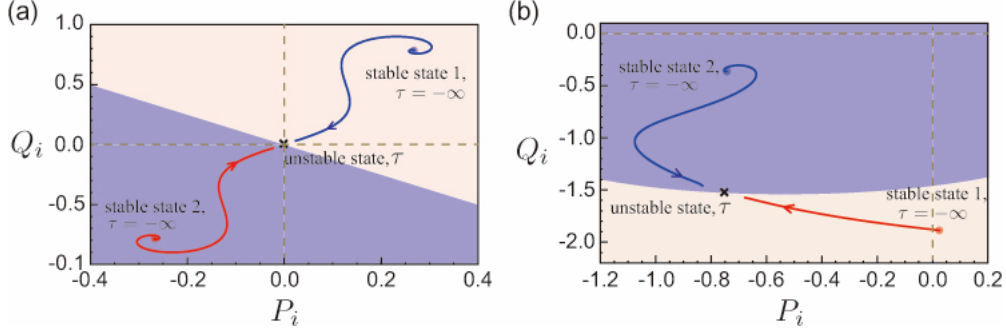 (a)
1.0
0.5
0.0
-0.5
-0.1
Q_i
stable state 1,
τ = −∞
unstable state, τ
stable state 2,
τ = −∞
-0.4
-0.2
0.0
0.2
0.4
P_i
(b)
0.0
-0.5
-1.0
-1.5
-2.0
Q_i
stable state 2,
τ = −∞
unstable state, τ
stable state 1,
τ = −∞
-1.2
-1.0
-0.8
-0.6
-0.4
-0.2
0.0
0.2
P_i